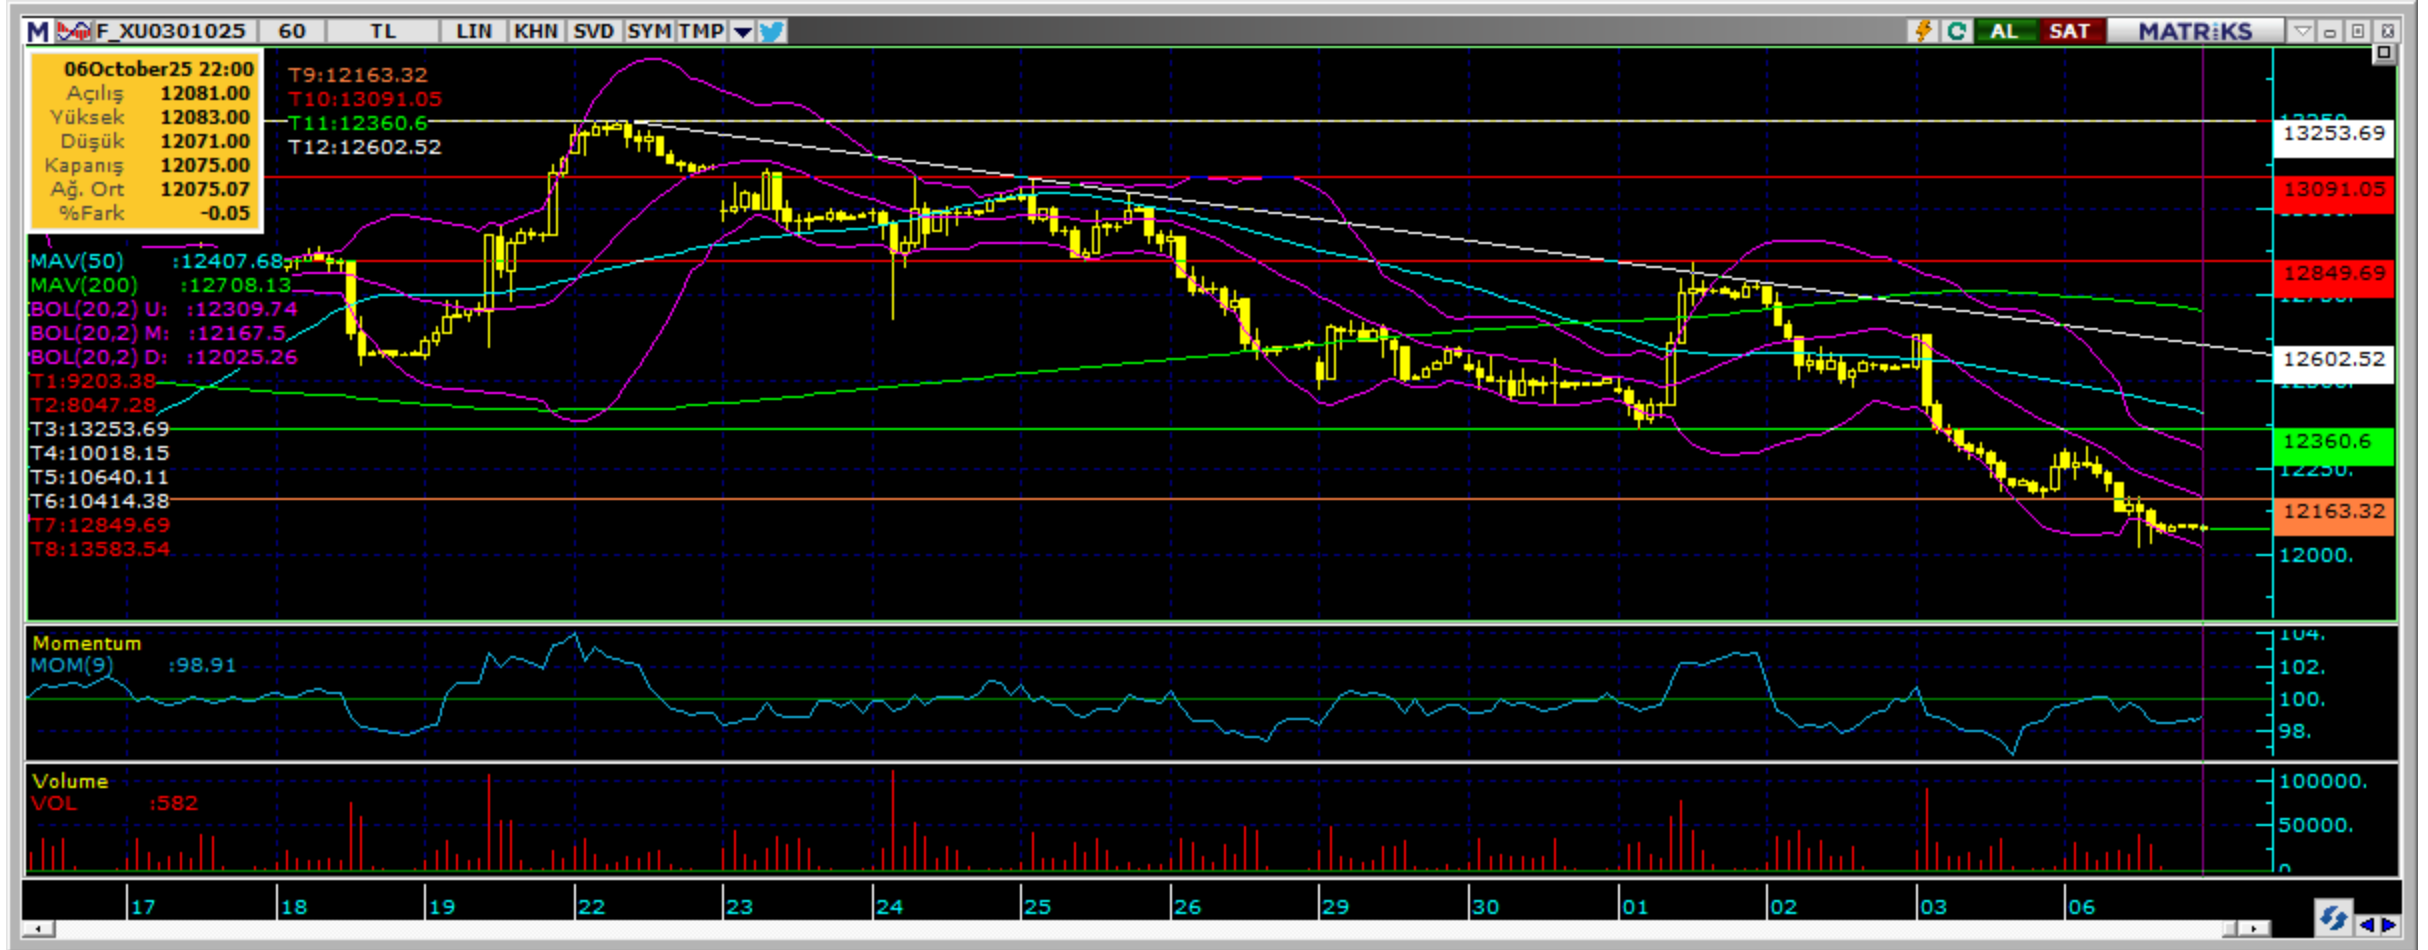 M F_XU0301025 60 TL LIN KHN SVD SYM TMP AL SAT MATRiKS
06October25 22:00
Açılış 12081.00
Yüksek 12083.00
Düşük 12071.00
Kapanış 12075.00
Ağ. Ort 12075.07
%Fark -0.05
T9:12163.32
T10:13091.05
T11:12360.6
T12:12602.52
MAV(50) :12407.68
MAV(200) :12708.13
BOL(20,2) U: :12309.74
BOL(20,2) M: :12167.5
BOL(20,2) D: :12025.26
T1:9203.38
T2:8047.28
T3:13253.69
T4:10018.15
T5:10640.11
T6:10414.38
T7:12849.69
T8:13583.54
13253.69
13091.05
12849.69
12602.52
12360.6
12250.
12163.32
12000.
Momentum
MOM(9) :98.91
104.
102.
100.
98.
Volume
VOL :582
100000.
50000.
0
17 18 19 22 23 24 25 26 29 30 01 02 03 06